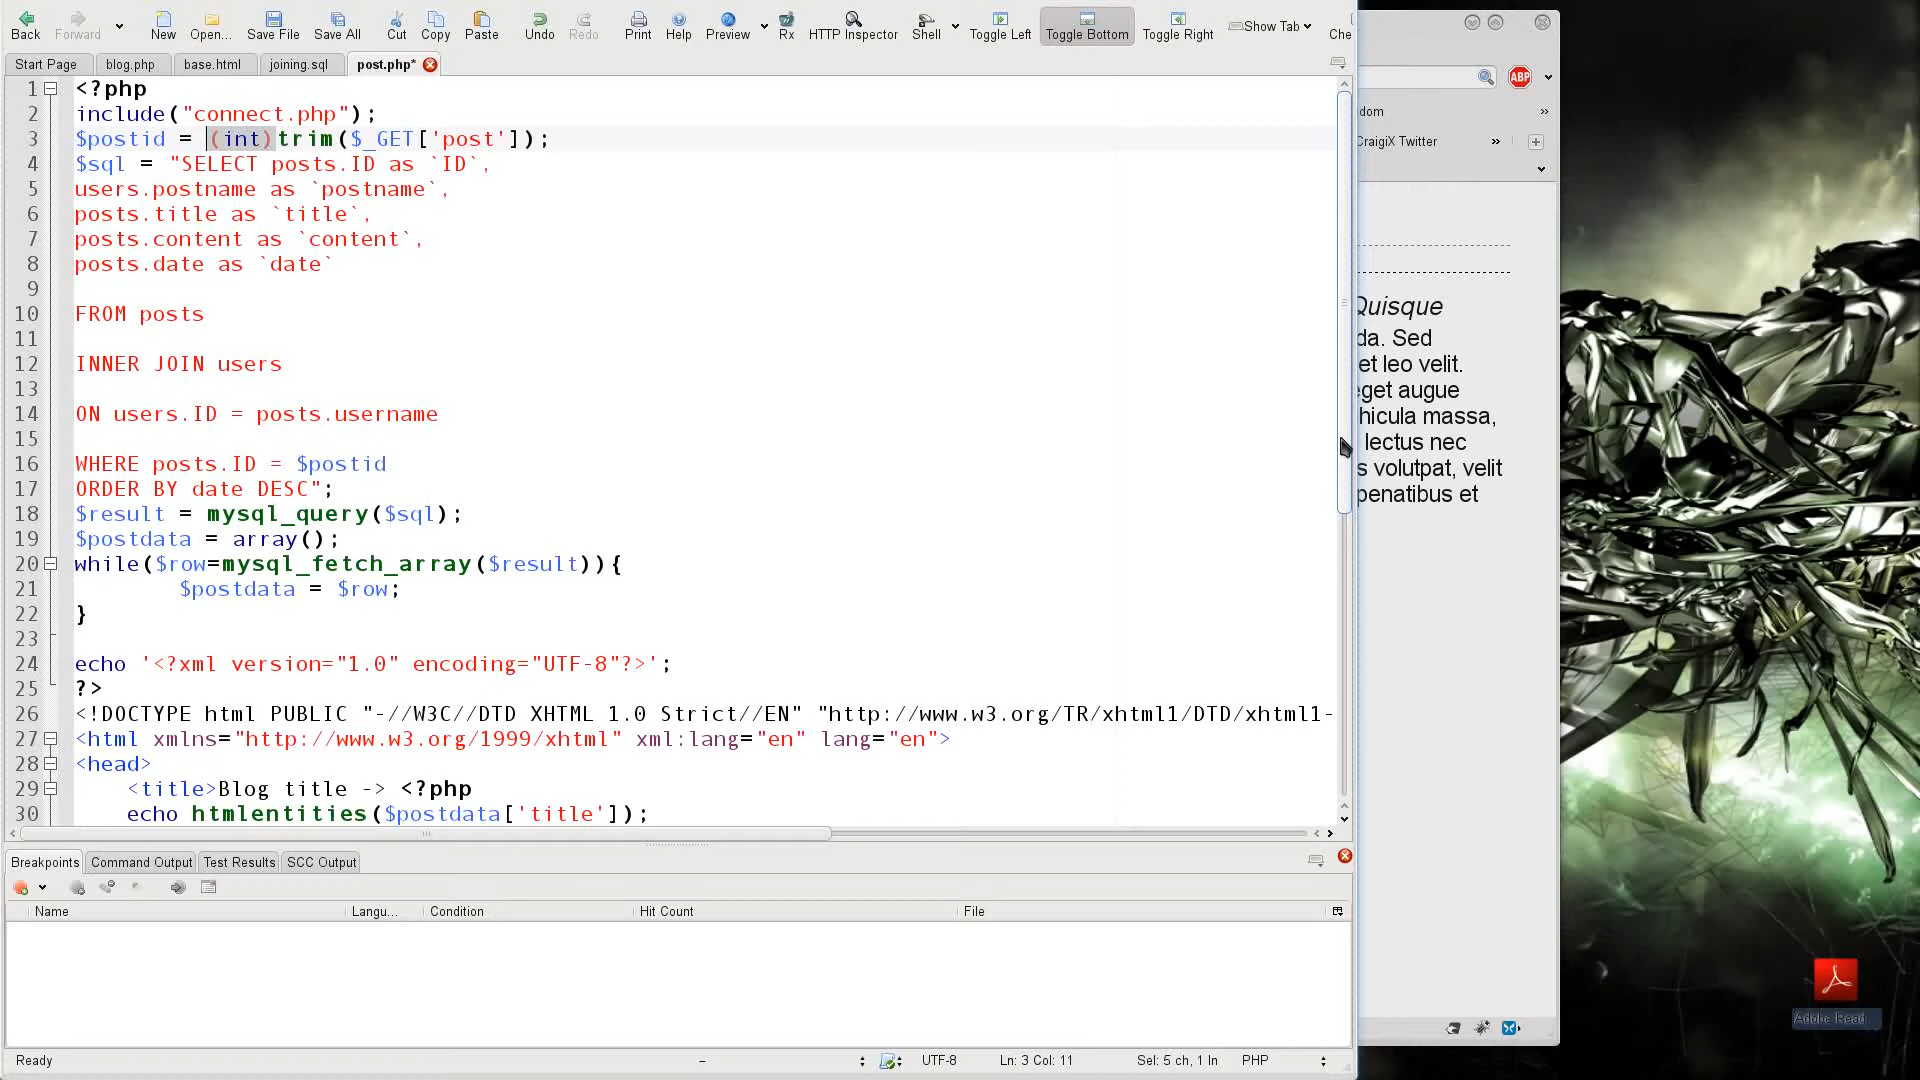 Back Forward New Open... Save File Save All Cut Copy Paste Undo Redo Print Help Preview Rx HTTP Inspector Shell Toggle Left Toggle Bottom Toggle Right Show Tab Che
Start Page blog.php base.html joining.sql post.php*
1 <?php
2 include("connect.php");
3 $postid = (int)trim($_GET['post']);
4 $sql = "SELECT posts.ID as `ID`,
5 users.postname as `postname`,
6 posts.title as `title`,
7 posts.content as `content`,
8 posts.date as `date`
9
10 FROM posts
11
12 INNER JOIN users
13
14 ON users.ID = posts.username
15
16 WHERE posts.ID = $postid
17 ORDER BY date DESC";
18 $result = mysql_query($sql);
19 $postdata = array();
20 while($row=mysql_fetch_array($result)){
21 $postdata = $row;
22 }
23
24 echo '<?xml version="1.0" encoding="UTF-8"?>';
25 ?>
26 <!DOCTYPE html PUBLIC "-//W3C//DTD XHTML 1.0 Strict//EN" "http://www.w3.org/TR/xhtml1/DTD/xhtml1-
27 <html xmlns="http://www.w3.org/1999/xhtml" xml:lang="en" lang="en">
28 <head>
29 <title>Blog title -> <?php
30 echo htmlentities($postdata['title']);
Breakpoints Command Output Test Results SCC Output
Name Langu... Condition Hit Count File
Ready - UTF-8 Ln: 3 Col: 11 Sel: 5 ch, 1 ln PHP
ABP
dom »
CraigiX Twitter »
Quisque
da. Sed
et leo velit.
eget augue
hicula massa,
lectus nec
s volutpat, velit
penatibus et
Adobe Read...